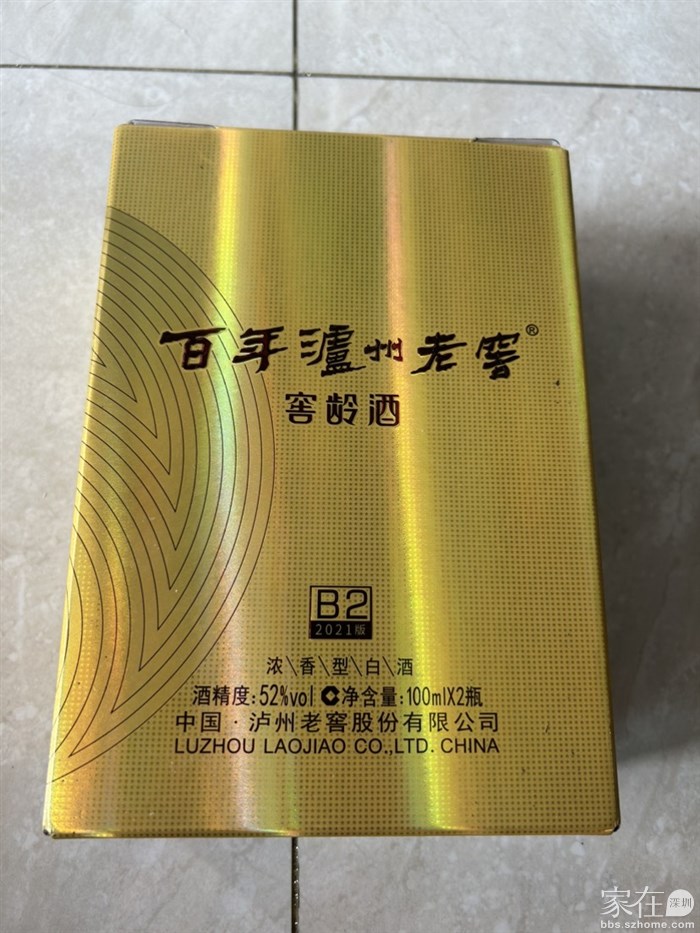 百年瀘州老窖®
窖龄酒
B2
2021版
浓\香\型\白\酒
酒精度:52%vol C净含量:100mlX2瓶
中国·泸州老窖股份有限公司
LUZHOU LAOJIAO CO.,LTD. CHINA
家在深圳
bbs.szhome.com